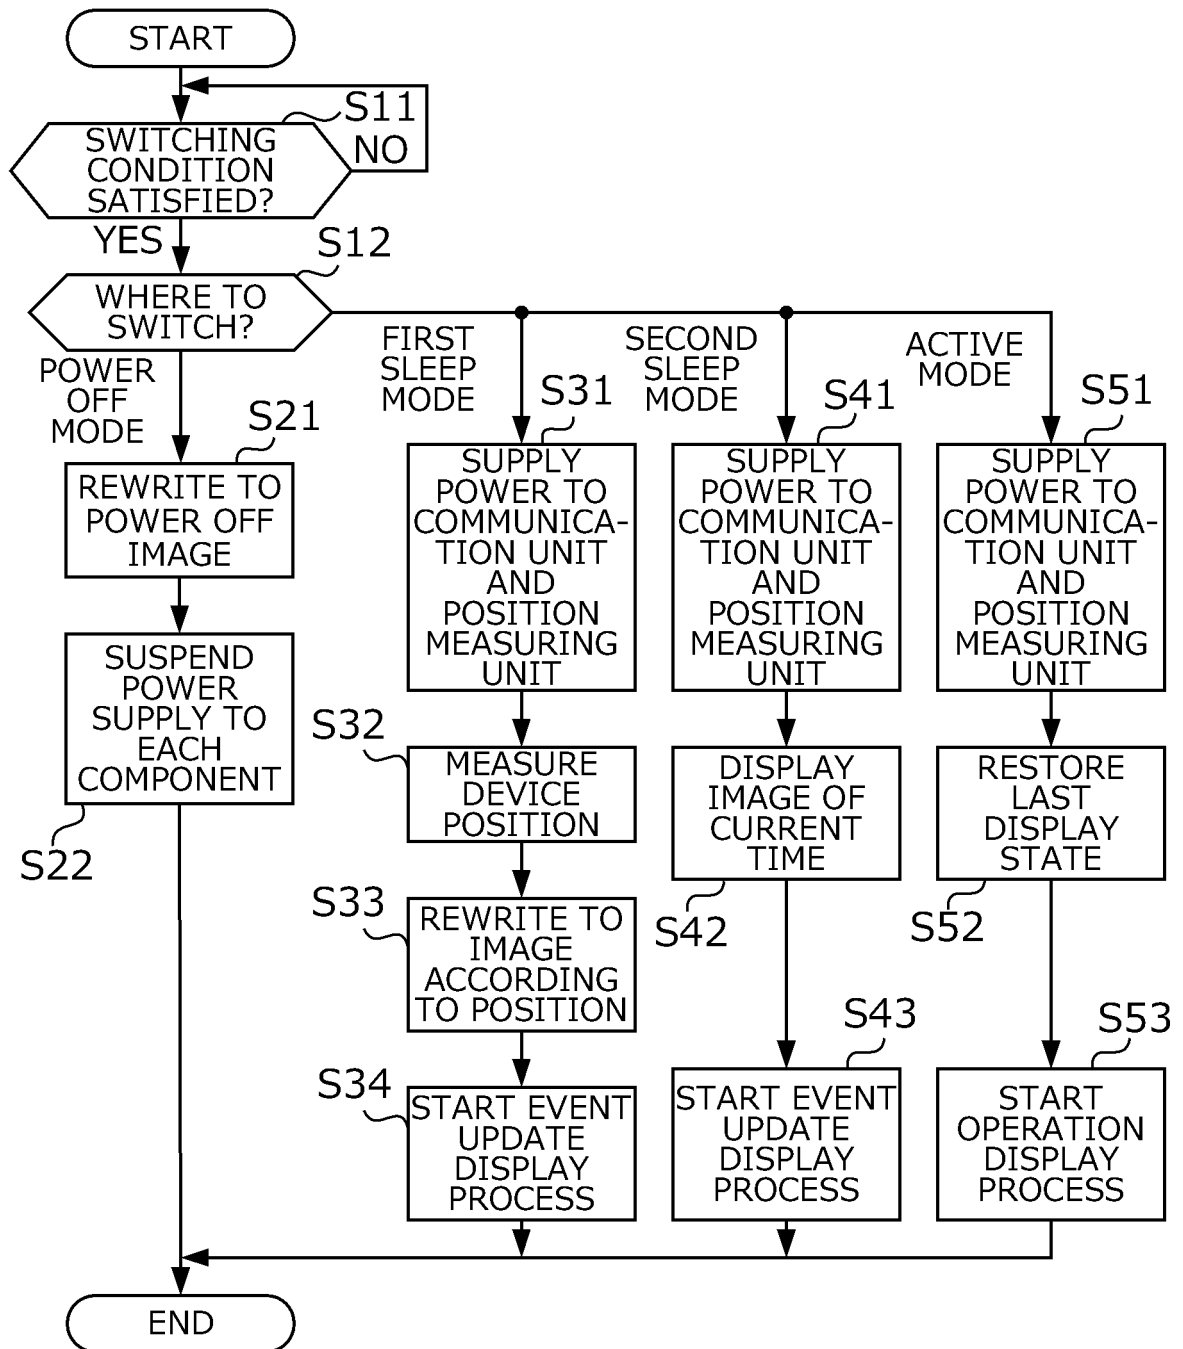 START
S11
SWITCHING
CONDITION
SATISFIED?
NO
YES
S12
WHERE TO
SWITCH?
POWER
OFF
MODE
S21
REWRITE TO
POWER OFF
IMAGE
SUSPEND
POWER
SUPPLY TO
EACH
COMPONENT
S22
FIRST
SLEEP
MODE
S31
SUPPLY
POWER TO
COMMUNICA-
TION UNIT
AND
POSITION
MEASURING
UNIT
S32
MEASURE
DEVICE
POSITION
S33
REWRITE TO
IMAGE
ACCORDING
TO POSITION
S34
START EVENT
UPDATE
DISPLAY
PROCESS
SECOND
SLEEP
MODE
S41
SUPPLY
POWER TO
COMMUNICA-
TION UNIT
AND
POSITION
MEASURING
UNIT
DISPLAY
IMAGE OF
CURRENT
TIME
S42
S43
START EVENT
UPDATE
DISPLAY
PROCESS
ACTIVE
MODE
S51
SUPPLY
POWER TO
COMMUNICA-
TION UNIT
AND
POSITION
MEASURING
UNIT
RESTORE
LAST
DISPLAY
STATE
S52
S53
START
OPERATION
DISPLAY
PROCESS
END